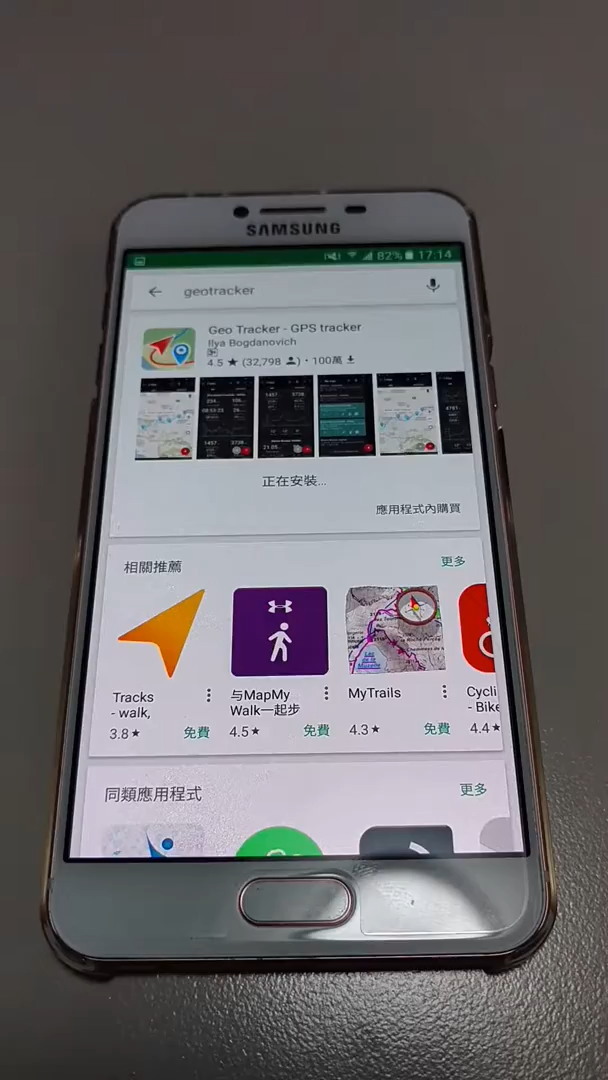 SAMSUNG
82% 17:14
geotracker
Geo Tracker - GPS tracker
Ilya Bogdanovich
4.5 ★ (32,798) • 100萬
正在安裝...
應用程式內購買
相關推薦
更多
Tracks
- walk,
3.8★ 免費
与MapMy
Walk一起步
4.5★ 免費
MyTrails
4.3★ 免費
Cycli
- Bike
4.4★
同類應用程式
更多